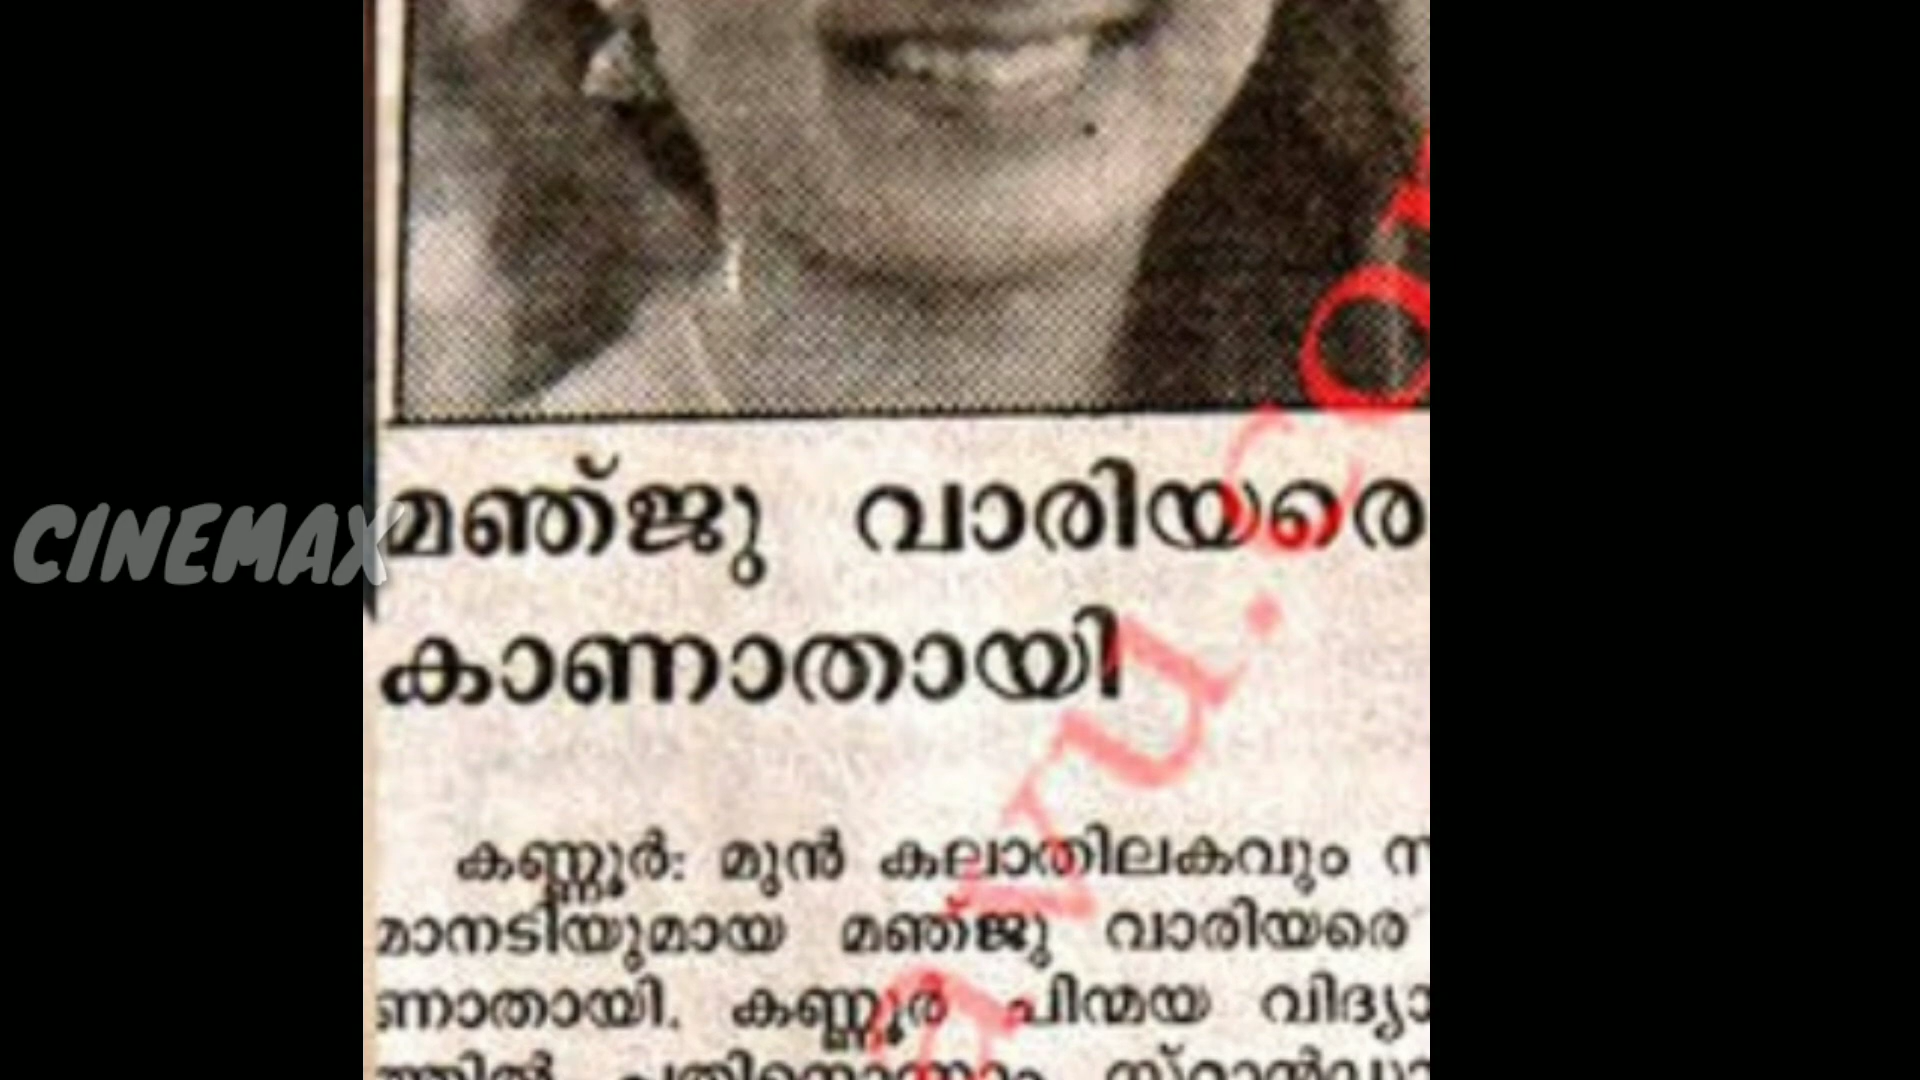 CINEMAX
മഞ്ജു വാരിയരെ
കാണാതായി
കണ്ണൂർ: മുൻ കലാതിലകവും
മാനടിയുമായ മഞ്ജു വാരിയരെ
ണാതായി. കണ്ണൂർ ചിന്മയ വിദ്യാ